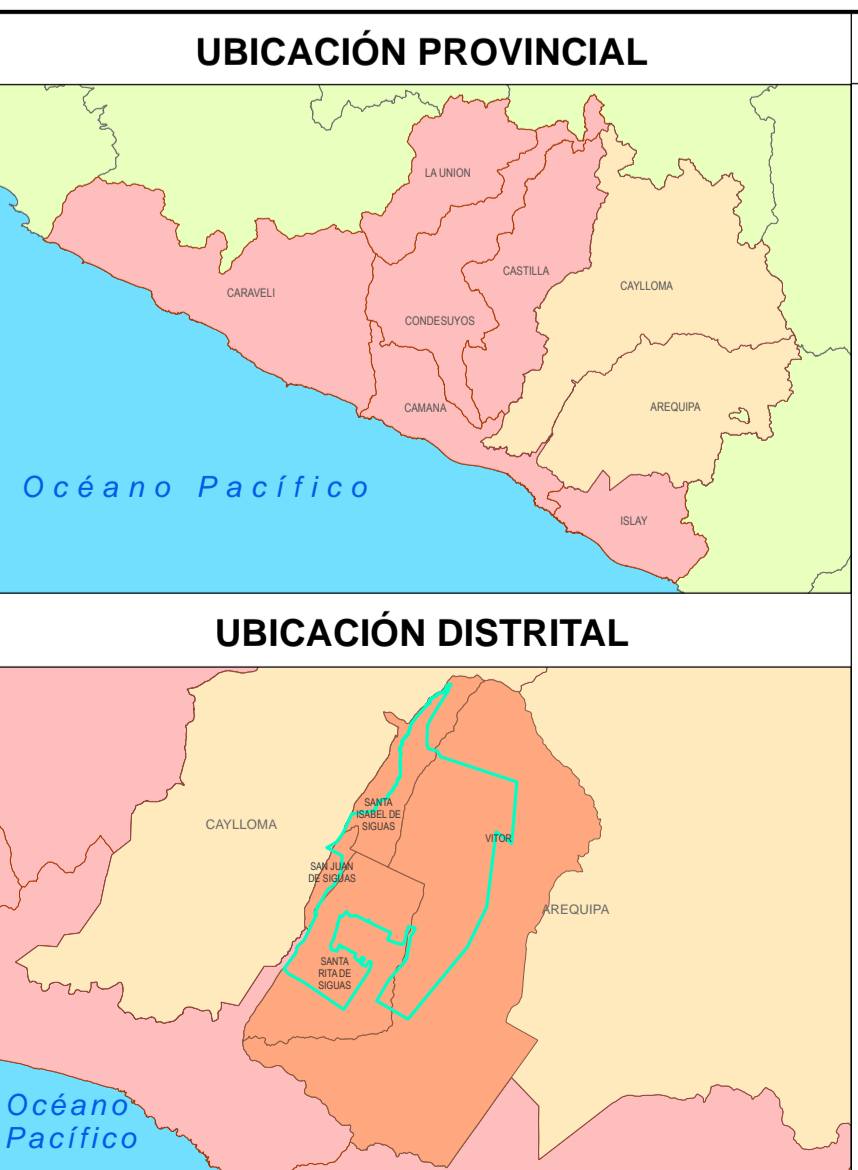 UBICACIÓN PROVINCIAL
LA UNION
CASTILLA
CAYLLOMA
CARAVELI
CONDESUYOS
CAMANA
AREQUIPA
Océano Pacífico
ISLAY
UBICACIÓN DISTRITAL
CAYLLOMA
SANTA
ISABEL DE
SIGUAS
VITOR
SAN JUAN
DE SIGUAS
AREQUIPA
SANTA
RITA DE
SIGUAS
Océano
Pacífico